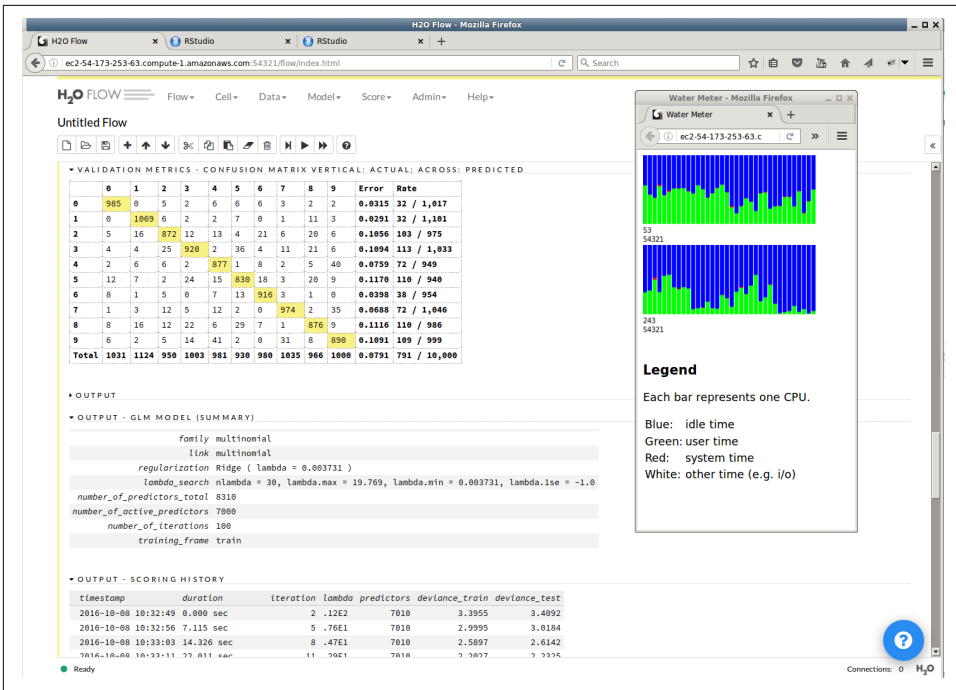 H2O Flow - Mozilla Firefox
H2O Flow × RStudio × RStudio × +
ec2-54-173-253-63.compute-1.amazonaws.com:54321/flow/index.html Search
H2O FLOW Flow Cell Data Model Score Admin Help
Untitled Flow
VALIDATION METRICS - CONFUSION MATRIX VERTICAL: ACTUAL; ACROSS: PREDICTED
0 1 2 3 4 5 6 7 8 9 Error Rate
0 985 0 5 2 6 6 6 3 2 2 0.0315 32 / 1,017
1 0 1069 6 2 2 7 0 1 11 3 0.0291 32 / 1,101
2 5 16 872 12 13 4 21 6 20 6 0.1056 103 / 975
3 4 4 25 920 2 36 4 11 21 6 0.1094 113 / 1,033
4 2 6 6 2 877 1 8 2 5 40 0.0759 72 / 949
5 12 7 2 24 15 830 18 3 20 9 0.1170 110 / 940
6 8 1 5 0 7 13 916 3 1 0 0.0398 38 / 954
7 1 3 12 5 12 2 0 974 2 35 0.0688 72 / 1,046
8 8 16 12 22 6 29 7 1 876 9 0.1116 110 / 986
9 6 2 5 14 41 2 0 31 8 890 0.1091 109 / 999
Total 1031 1124 950 1003 981 930 980 1035 966 1000 0.0791 791 / 10,000
OUTPUT
OUTPUT - GLM MODEL (SUMMARY)
family multinomial
link multinomial
regularization Ridge ( lambda = 0.003731 )
lambda_search nlambda = 30, lambda.max = 19.769, lambda.min = 0.003731, lambda.1se = -1.0
number_of_predictors_total 8310
number_of_active_predictors 7000
number_of_iterations 100
training_frame train
OUTPUT - SCORING HISTORY
timestamp duration iteration lambda predictors deviance_train deviance_test
2016-10-08 10:32:49 0.000 sec 2 .12E2 7010 3.3955 3.4092
2016-10-08 10:32:56 7.115 sec 5 .76E1 7010 2.9995 3.0184
2016-10-08 10:33:03 14.326 sec 8 .47E1 7010 2.5897 2.6142
2016-10-08 10:33:11 22.011 sec 11 .29E1 7010 2.2027 2.2325
Ready
Connections: 0 H2O
Water Meter - Mozilla Firefox
Water Meter × +
ec2-54-173-253-63.c »
53
54321
243
54321
Legend
Each bar represents one CPU.
Blue: idle time
Green: user time
Red: system time
White: other time (e.g. i/o)
?